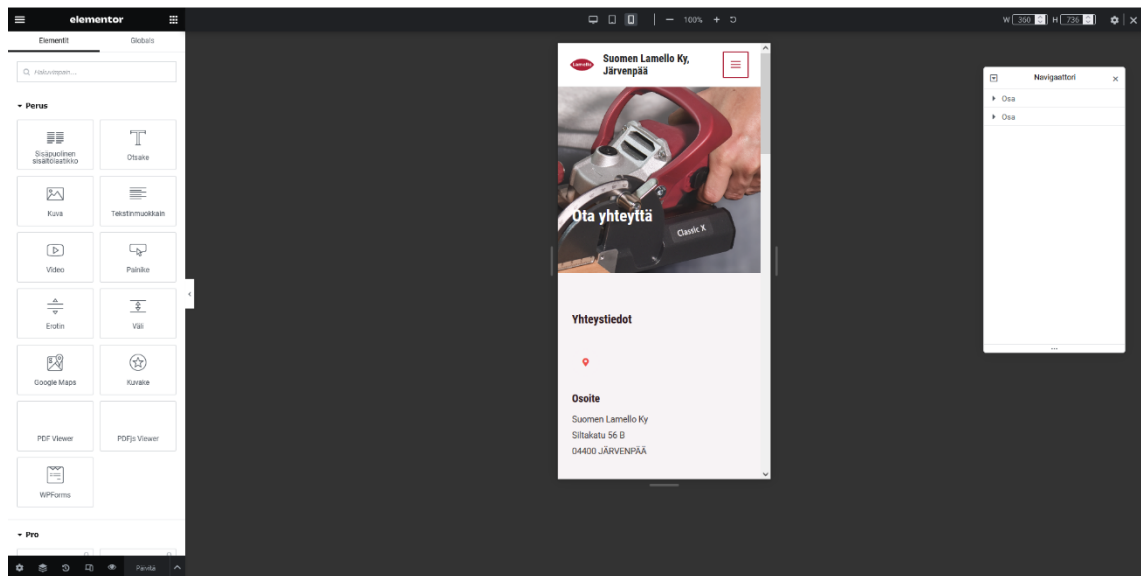 elementor
100%
W 360 H 736
Elementit Globals
Hakuvimpain...
Perus
Sisäpuolinen
sisältölaatikko
Otsake
Kuva
Tekstinmuokkain
Video
Painike
Erotin
Väli
Google Maps
Kuvake
PDF Viewer
PDFjs Viewer
WPForms
Pro
Päivitä
Lamello
Suomen Lamello Ky,
Järvenpää
Ota yhteyttä
Classic X
Yhteystiedot
Osoite
Suomen Lamello Ky
Siltakatu 56 B
04400 JÄRVENPÄÄ
Navigaattori
Osa
Osa